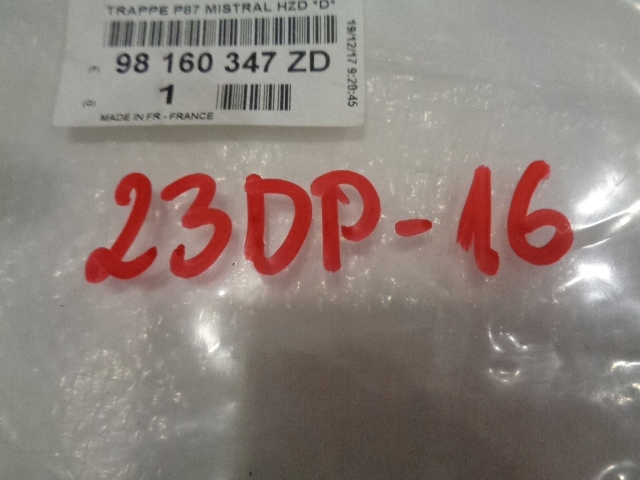 TRAPPE P87 MISTRAL HZD "D"
(P) 98 160 347 ZD
(Q) 1
MADE IN FR - FRANCE
19/12/17 9:20:45
23DP-16